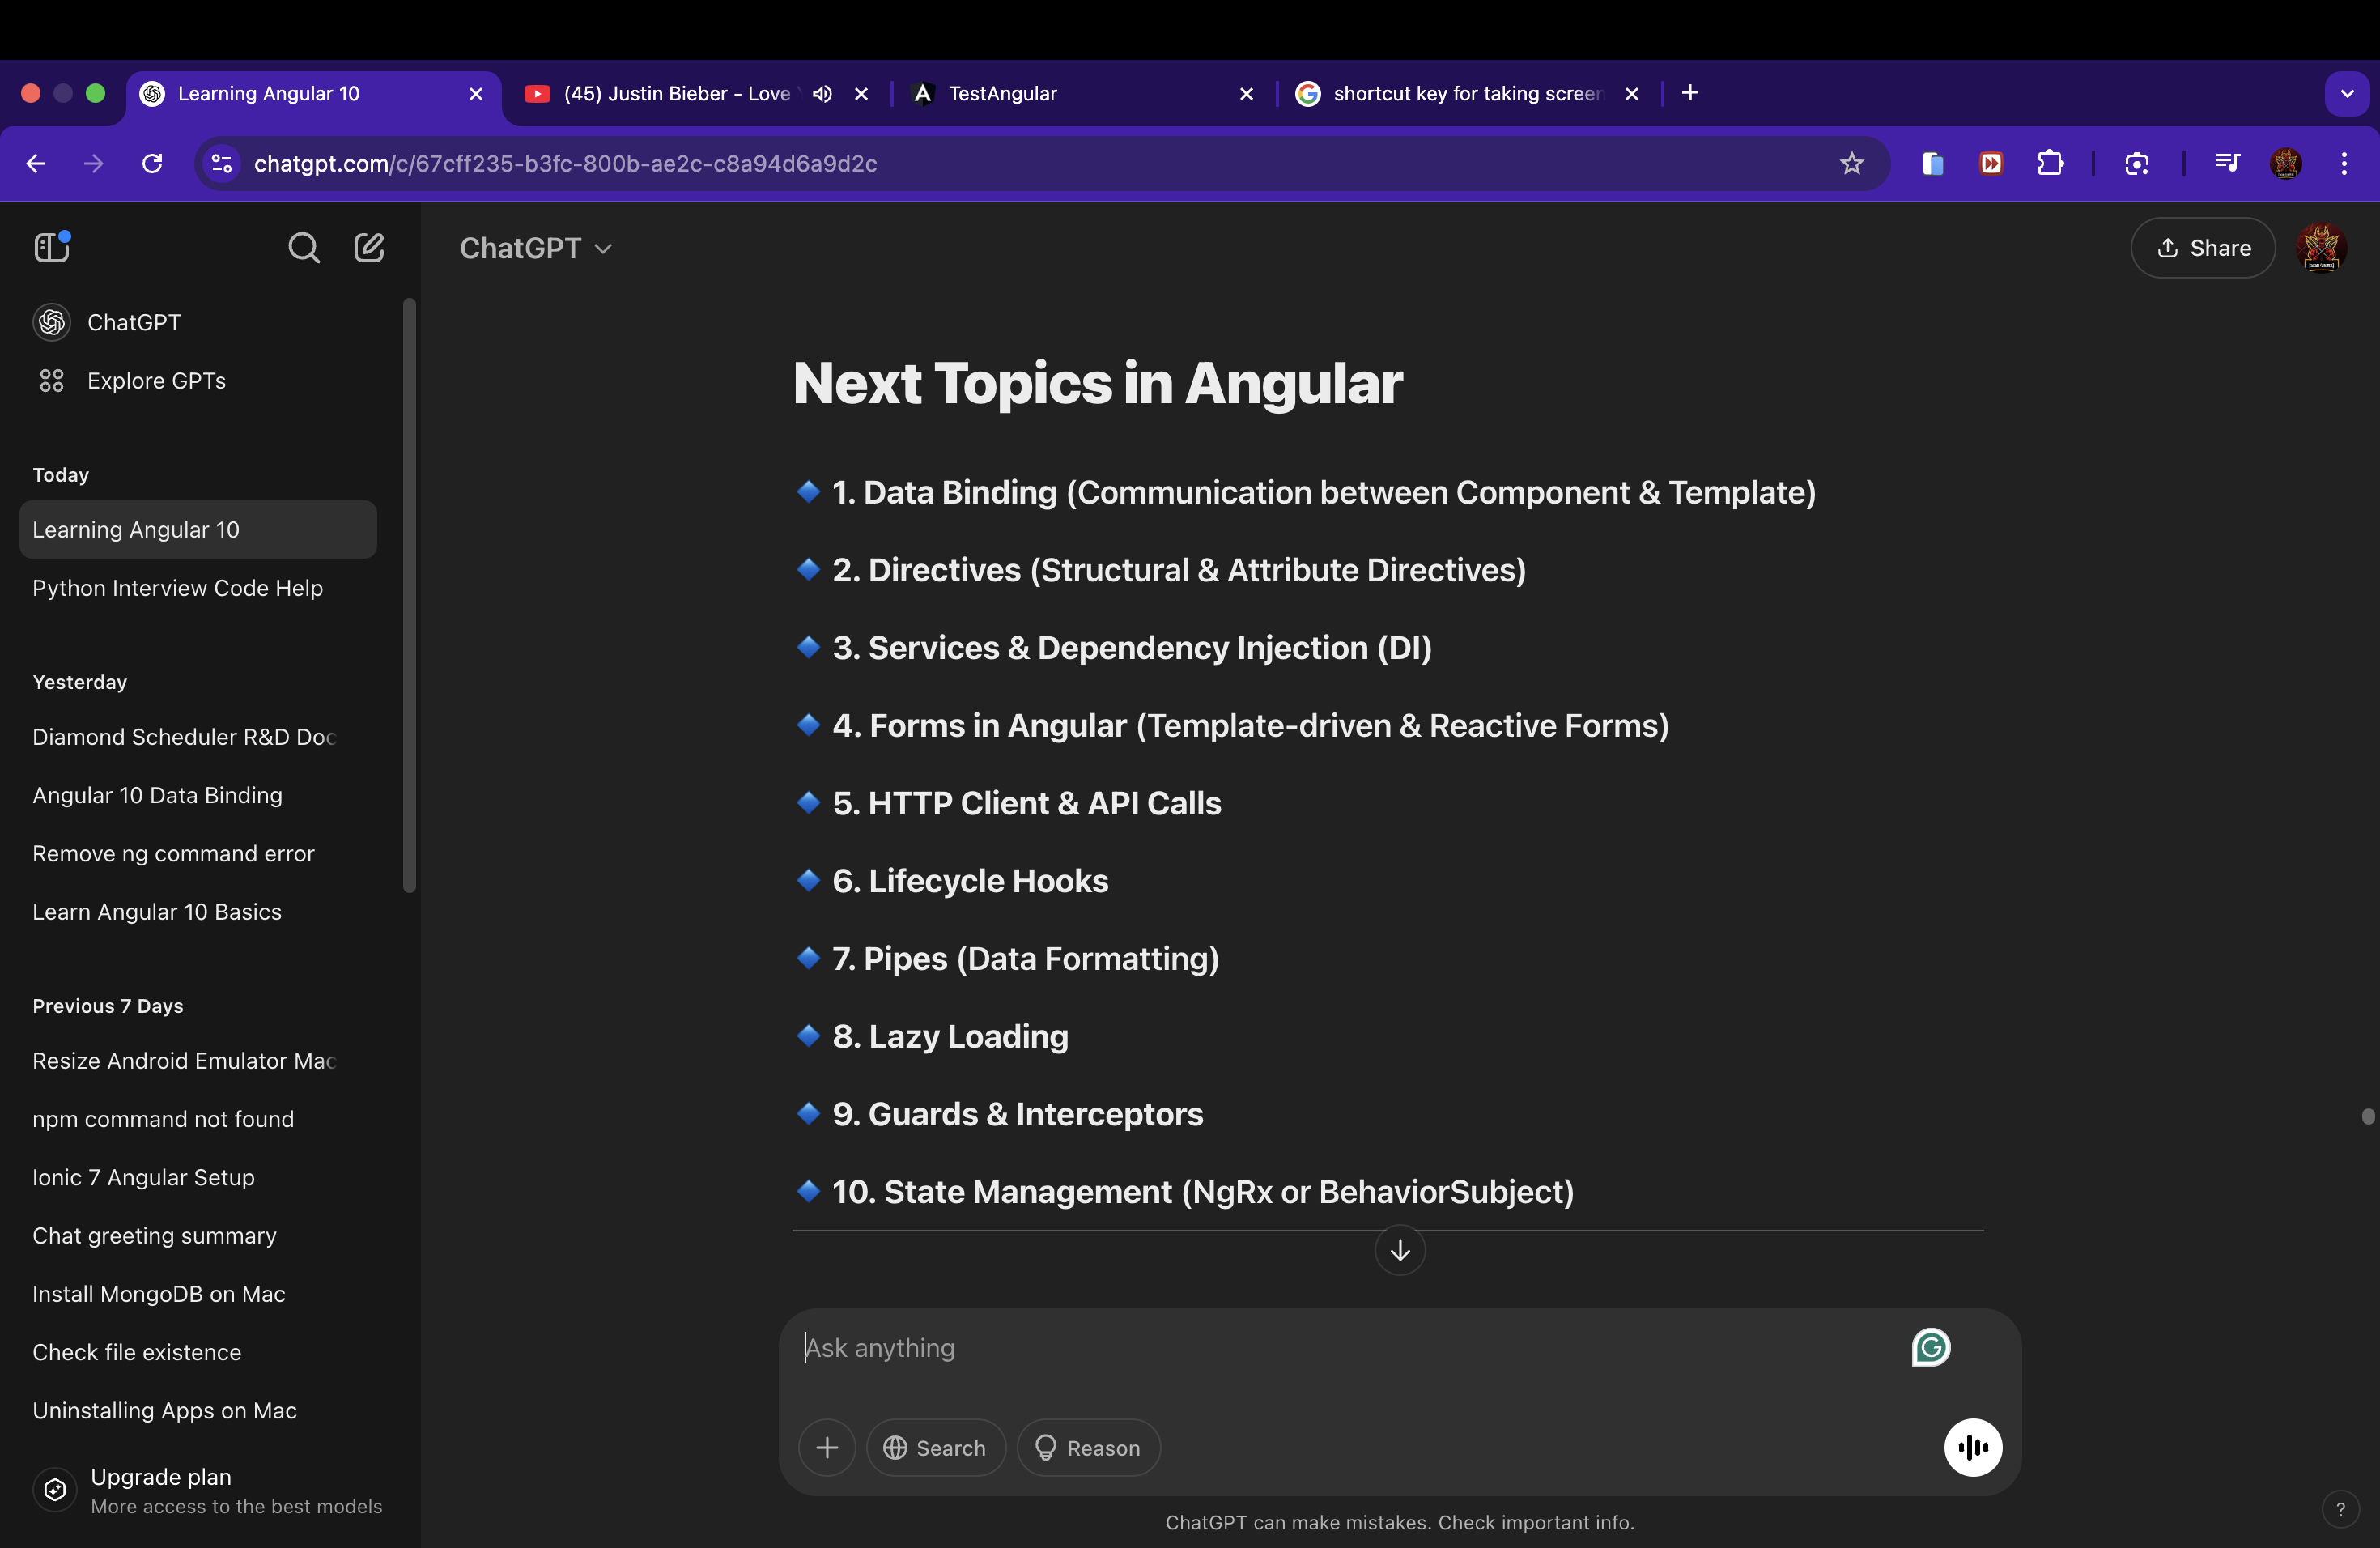 Learning Angular 10
(45) Justin Bieber - Love
TestAngular
shortcut key for taking screen
chatgpt.com/c/67cff235-b3fc-800b-ae2c-c8a94d6a9d2c
ChatGPT
Explore GPTs
Today
Learning Angular 10
Python Interview Code Help
Yesterday
Diamond Scheduler R&D Doc
Angular 10 Data Binding
Remove ng command error
Learn Angular 10 Basics
Previous 7 Days
Resize Android Emulator Mac
npm command not found
Ionic 7 Angular Setup
Chat greeting summary
Install MongoDB on Mac
Check file existence
Uninstalling Apps on Mac
Upgrade plan
More access to the best models
ChatGPT
Share
Next Topics in Angular
1. Data Binding (Communication between Component & Template)
2. Directives (Structural & Attribute Directives)
3. Services & Dependency Injection (DI)
4. Forms in Angular (Template-driven & Reactive Forms)
5. HTTP Client & API Calls
6. Lifecycle Hooks
7. Pipes (Data Formatting)
8. Lazy Loading
9. Guards & Interceptors
10. State Management (NgRx or BehaviorSubject)
Ask anything
Search
Reason
ChatGPT can make mistakes. Check important info.
?